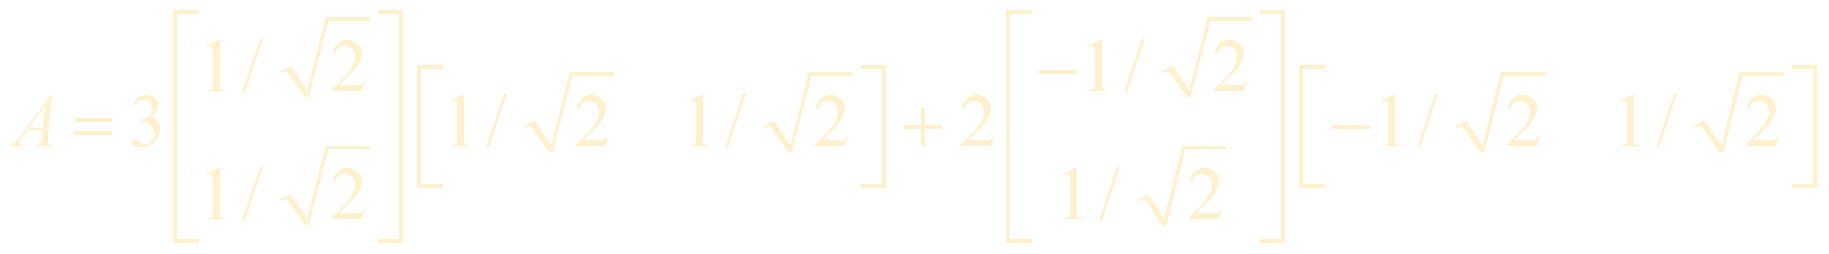 A = 3 [1/√2 1/√2] [1/√2 1/√2] + 2 [−1/√2 1/√2] [−1/√2 1/√2]